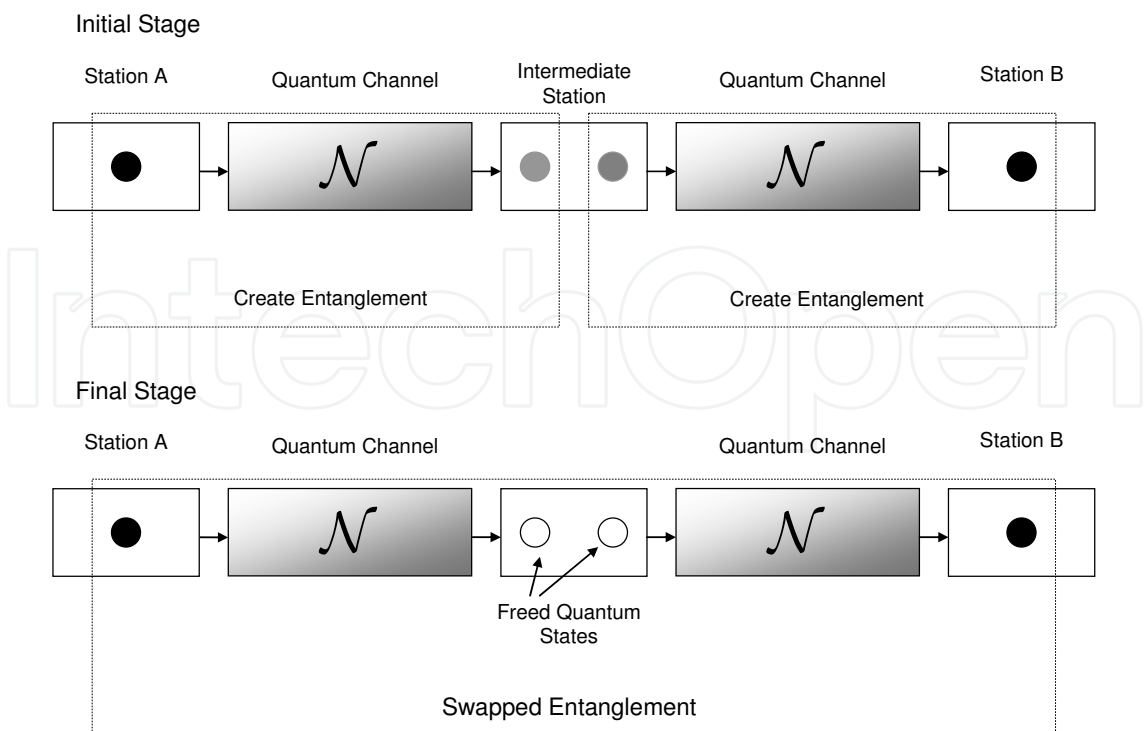 Initial Stage
Station A
Quantum Channel
Intermediate
Station
Quantum Channel
Station B
𝒩
𝒩
Create Entanglement
Create Entanglement
IntechOpen
Final Stage
Station A
Quantum Channel
Quantum Channel
Station B
𝒩
𝒩
Freed Quantum
States
Swapped Entanglement